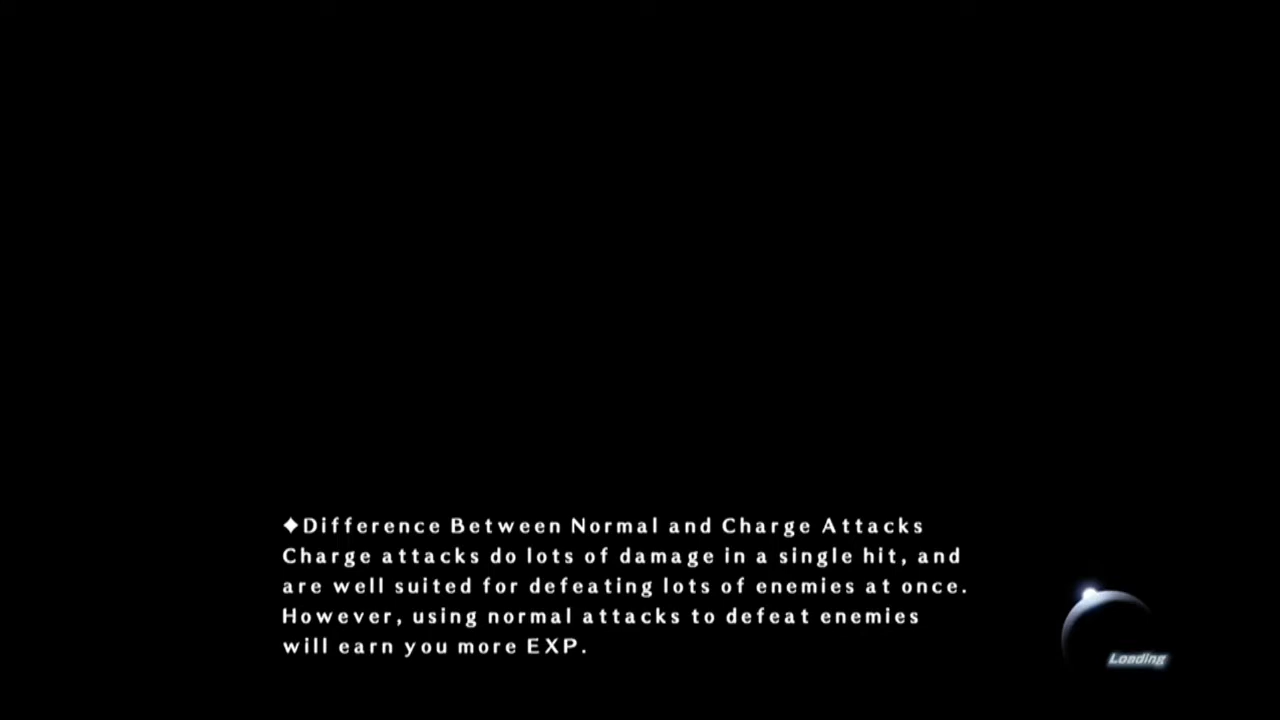 ✦Difference Between Normal and Charge Attacks
Charge attacks do lots of damage in a single hit, and
are well suited for defeating lots of enemies at once.
However, using normal attacks to defeat enemies
will earn you more EXP.
Loading